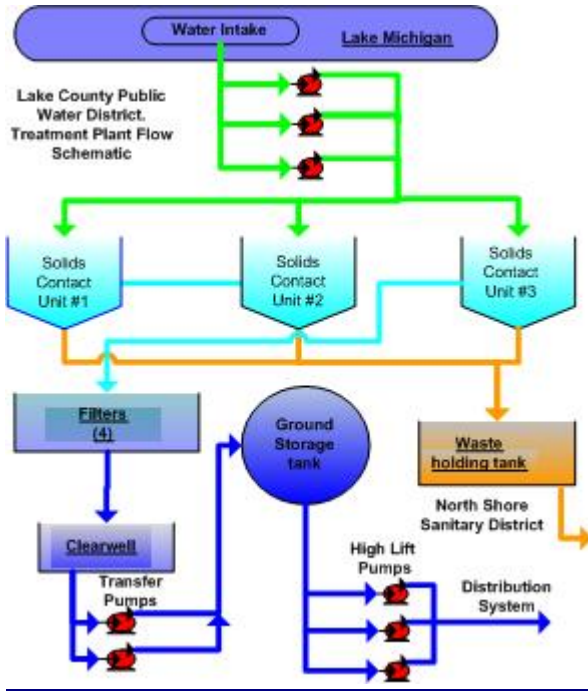 Water Intake
Lake Michigan
Lake County Public
Water District.
Treatment Plant Flow
Schematic
Solids
Contact
Unit #1
Solids
Contact
Unit #2
Solids
Contact
Unit #3
Filters
(4)
Ground
Storage
tank
Waste
holding tank
North Shore
Sanitary District
Clearwell
Transfer
Pumps
High Lift
Pumps
Distribution
System